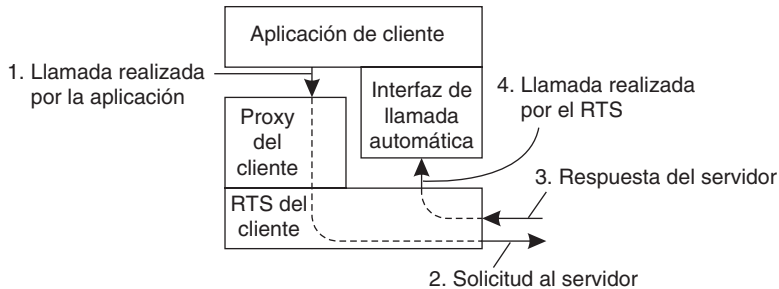 Aplicación de cliente
1. Llamada realizada
por la aplicación
Proxy
del
cliente
Interfaz de
llamada
automática
4. Llamada realizada
por el RTS
RTS del
cliente
3. Respuesta del servidor
2. Solicitud al servidor